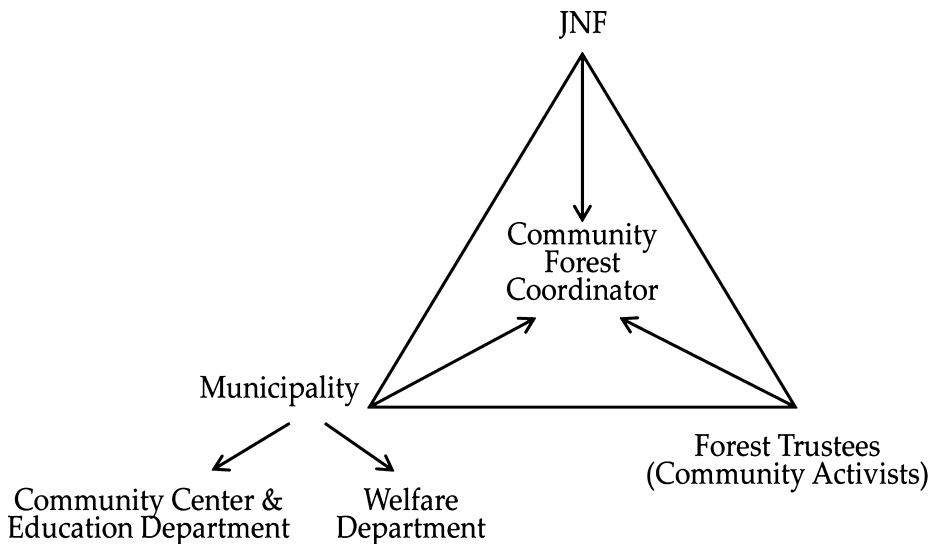 JNF
Community
Forest
Coordinator
Municipality
Forest Trustees
(Community Activists)
Community Center &
Education Department
Welfare
Department